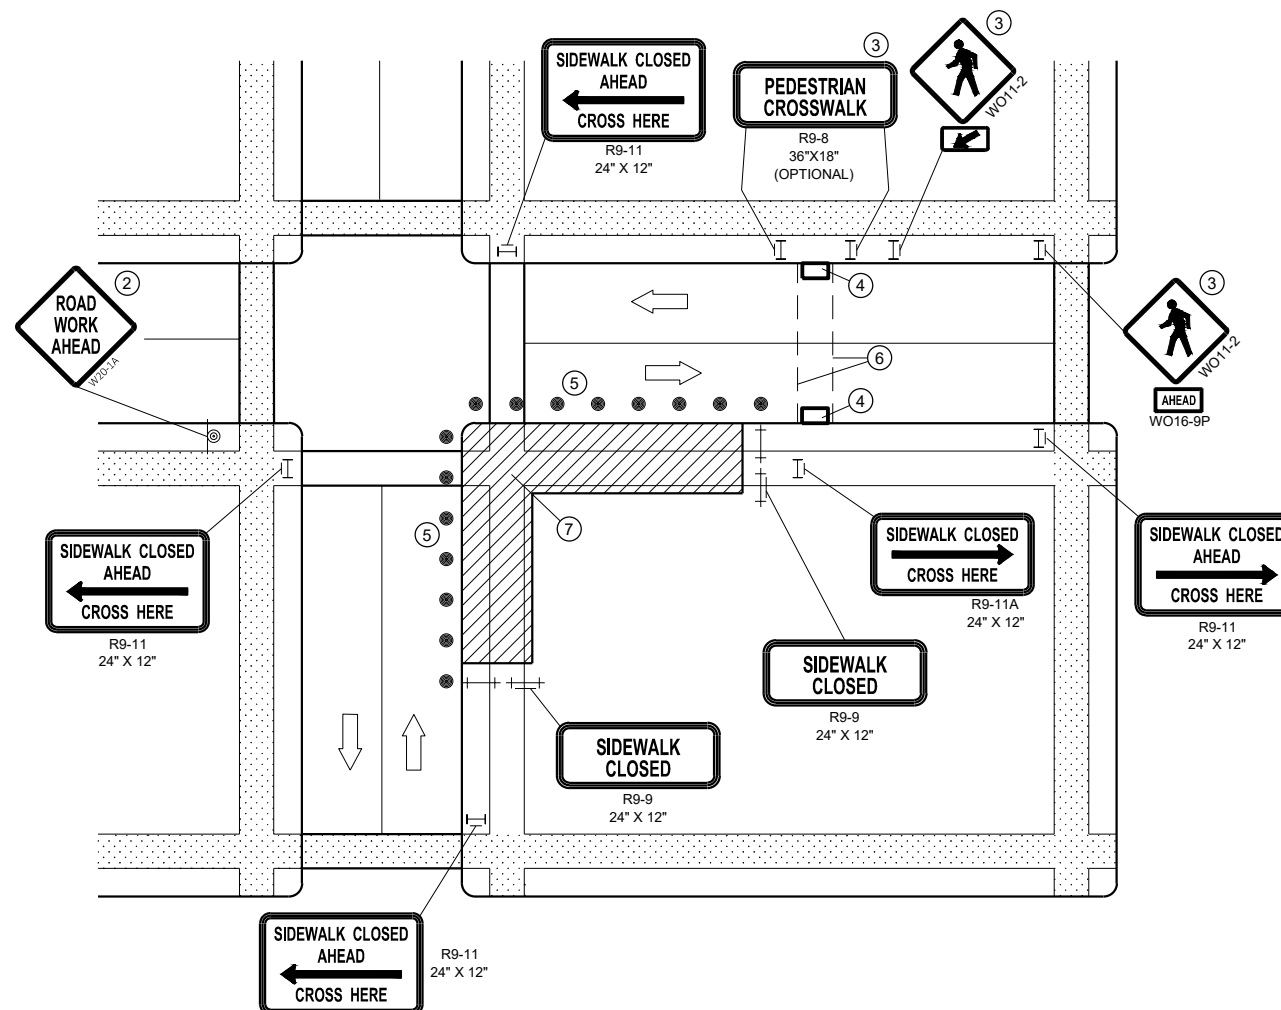 SIDEWALK CLOSED
AHEAD
CROSS HERE
R9-11
24" X 12"
3
PEDESTRIAN
CROSSWALK
R9-8
36"X18"
(OPTIONAL)
3
WO11-2
2
ROAD
WORK
AHEAD
W20-1A
4
3
WO11-2
AHEAD
WO16-9P
6
5
4
5
7
SIDEWALK CLOSED
AHEAD
CROSS HERE
R9-11
24" X 12"
SIDEWALK CLOSED
CROSS HERE
R9-11A
24" X 12"
SIDEWALK CLOSED
AHEAD
CROSS HERE
R9-11
24" X 12"
SIDEWALK
CLOSED
R9-9
24" X 12"
SIDEWALK
CLOSED
R9-9
24" X 12"
SIDEWALK CLOSED
AHEAD
CROSS HERE
R9-11
24" X 12"